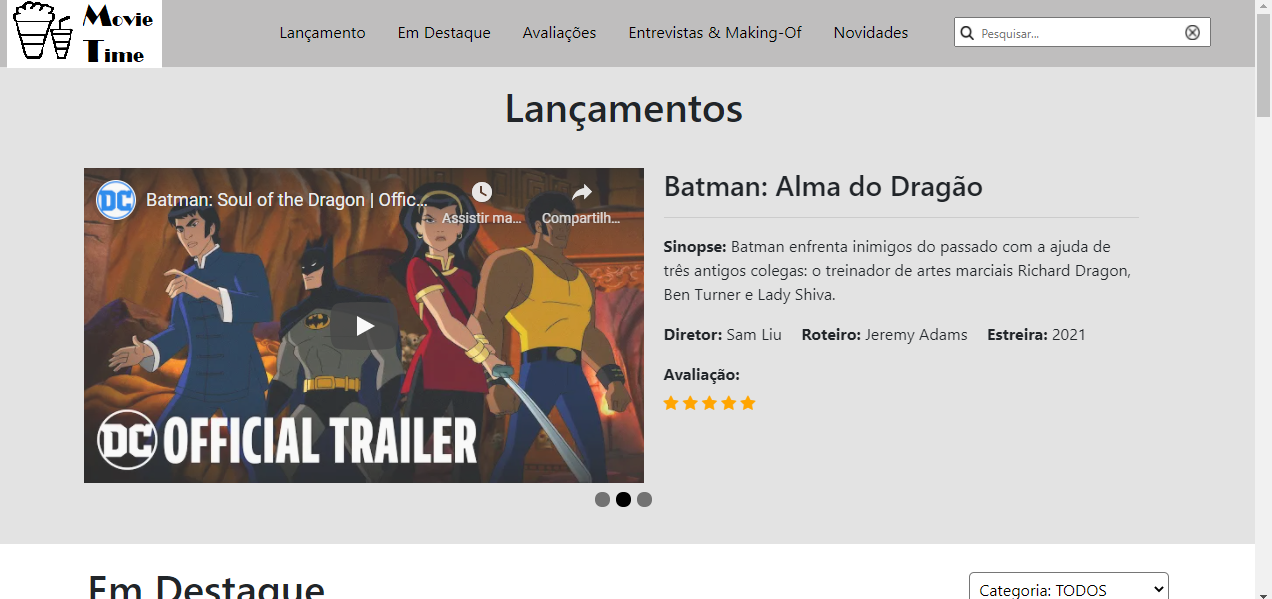 Movie
Time
Lançamento
Em Destaque
Avaliações
Entrevistas & Making-Of
Novidades
Pesquisar...
Lançamentos
DC
Batman: Soul of the Dragon | Offic...
Assistir ma...
Compartilh...
DC OFFICIAL TRAILER
Batman: Alma do Dragão
Sinopse: Batman enfrenta inimigos do passado com a ajuda de
três antigos colegas: o treinador de artes marciais Richard Dragon,
Ben Turner e Lady Shiva.
Diretor: Sam Liu Roteiro: Jeremy Adams Estreira: 2021
Avaliação:
Em Destaque
Categoria: TODOS